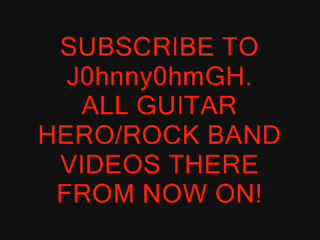 SUBSCRIBE TO
J0hnny0hmGH.
ALL GUITAR
HERO/ROCK BAND
VIDEOS THERE
FROM NOW ON!